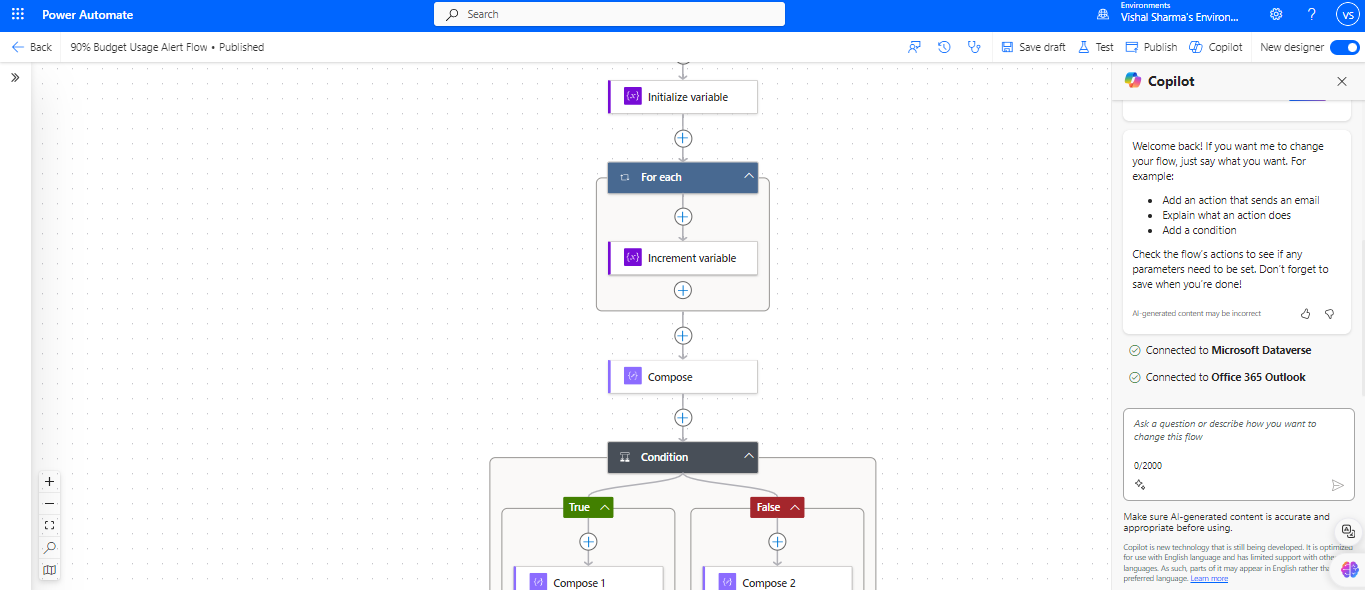 Power Automate
Search
Environments
Vishal Sharma's Environ...
VS
Back
90% Budget Usage Alert Flow • Published
Save draft
Test
Publish
Copilot
New designer
Initialize variable
For each
Increment variable
Compose
Condition
True
False
Compose 1
Compose 2
Copilot
Welcome back! If you want me to change
your flow, just say what you want. For
example:
• Add an action that sends an email
• Explain what an action does
• Add a condition
Check the flow's actions to see if any
parameters need to be set. Don't forget to
save when you're done!
AI-generated content may be incorrect
Connected to Microsoft Dataverse
Connected to Office 365 Outlook
Ask a question or describe how you want to
change this flow
0/2000
Make sure AI-generated content is accurate and
appropriate before using.
Copilot is new technology that is still being developed. It is optimized
for use with English language and has limited support with other
languages. As such, parts of it may appear in English rather tha
preferred language. Learn more